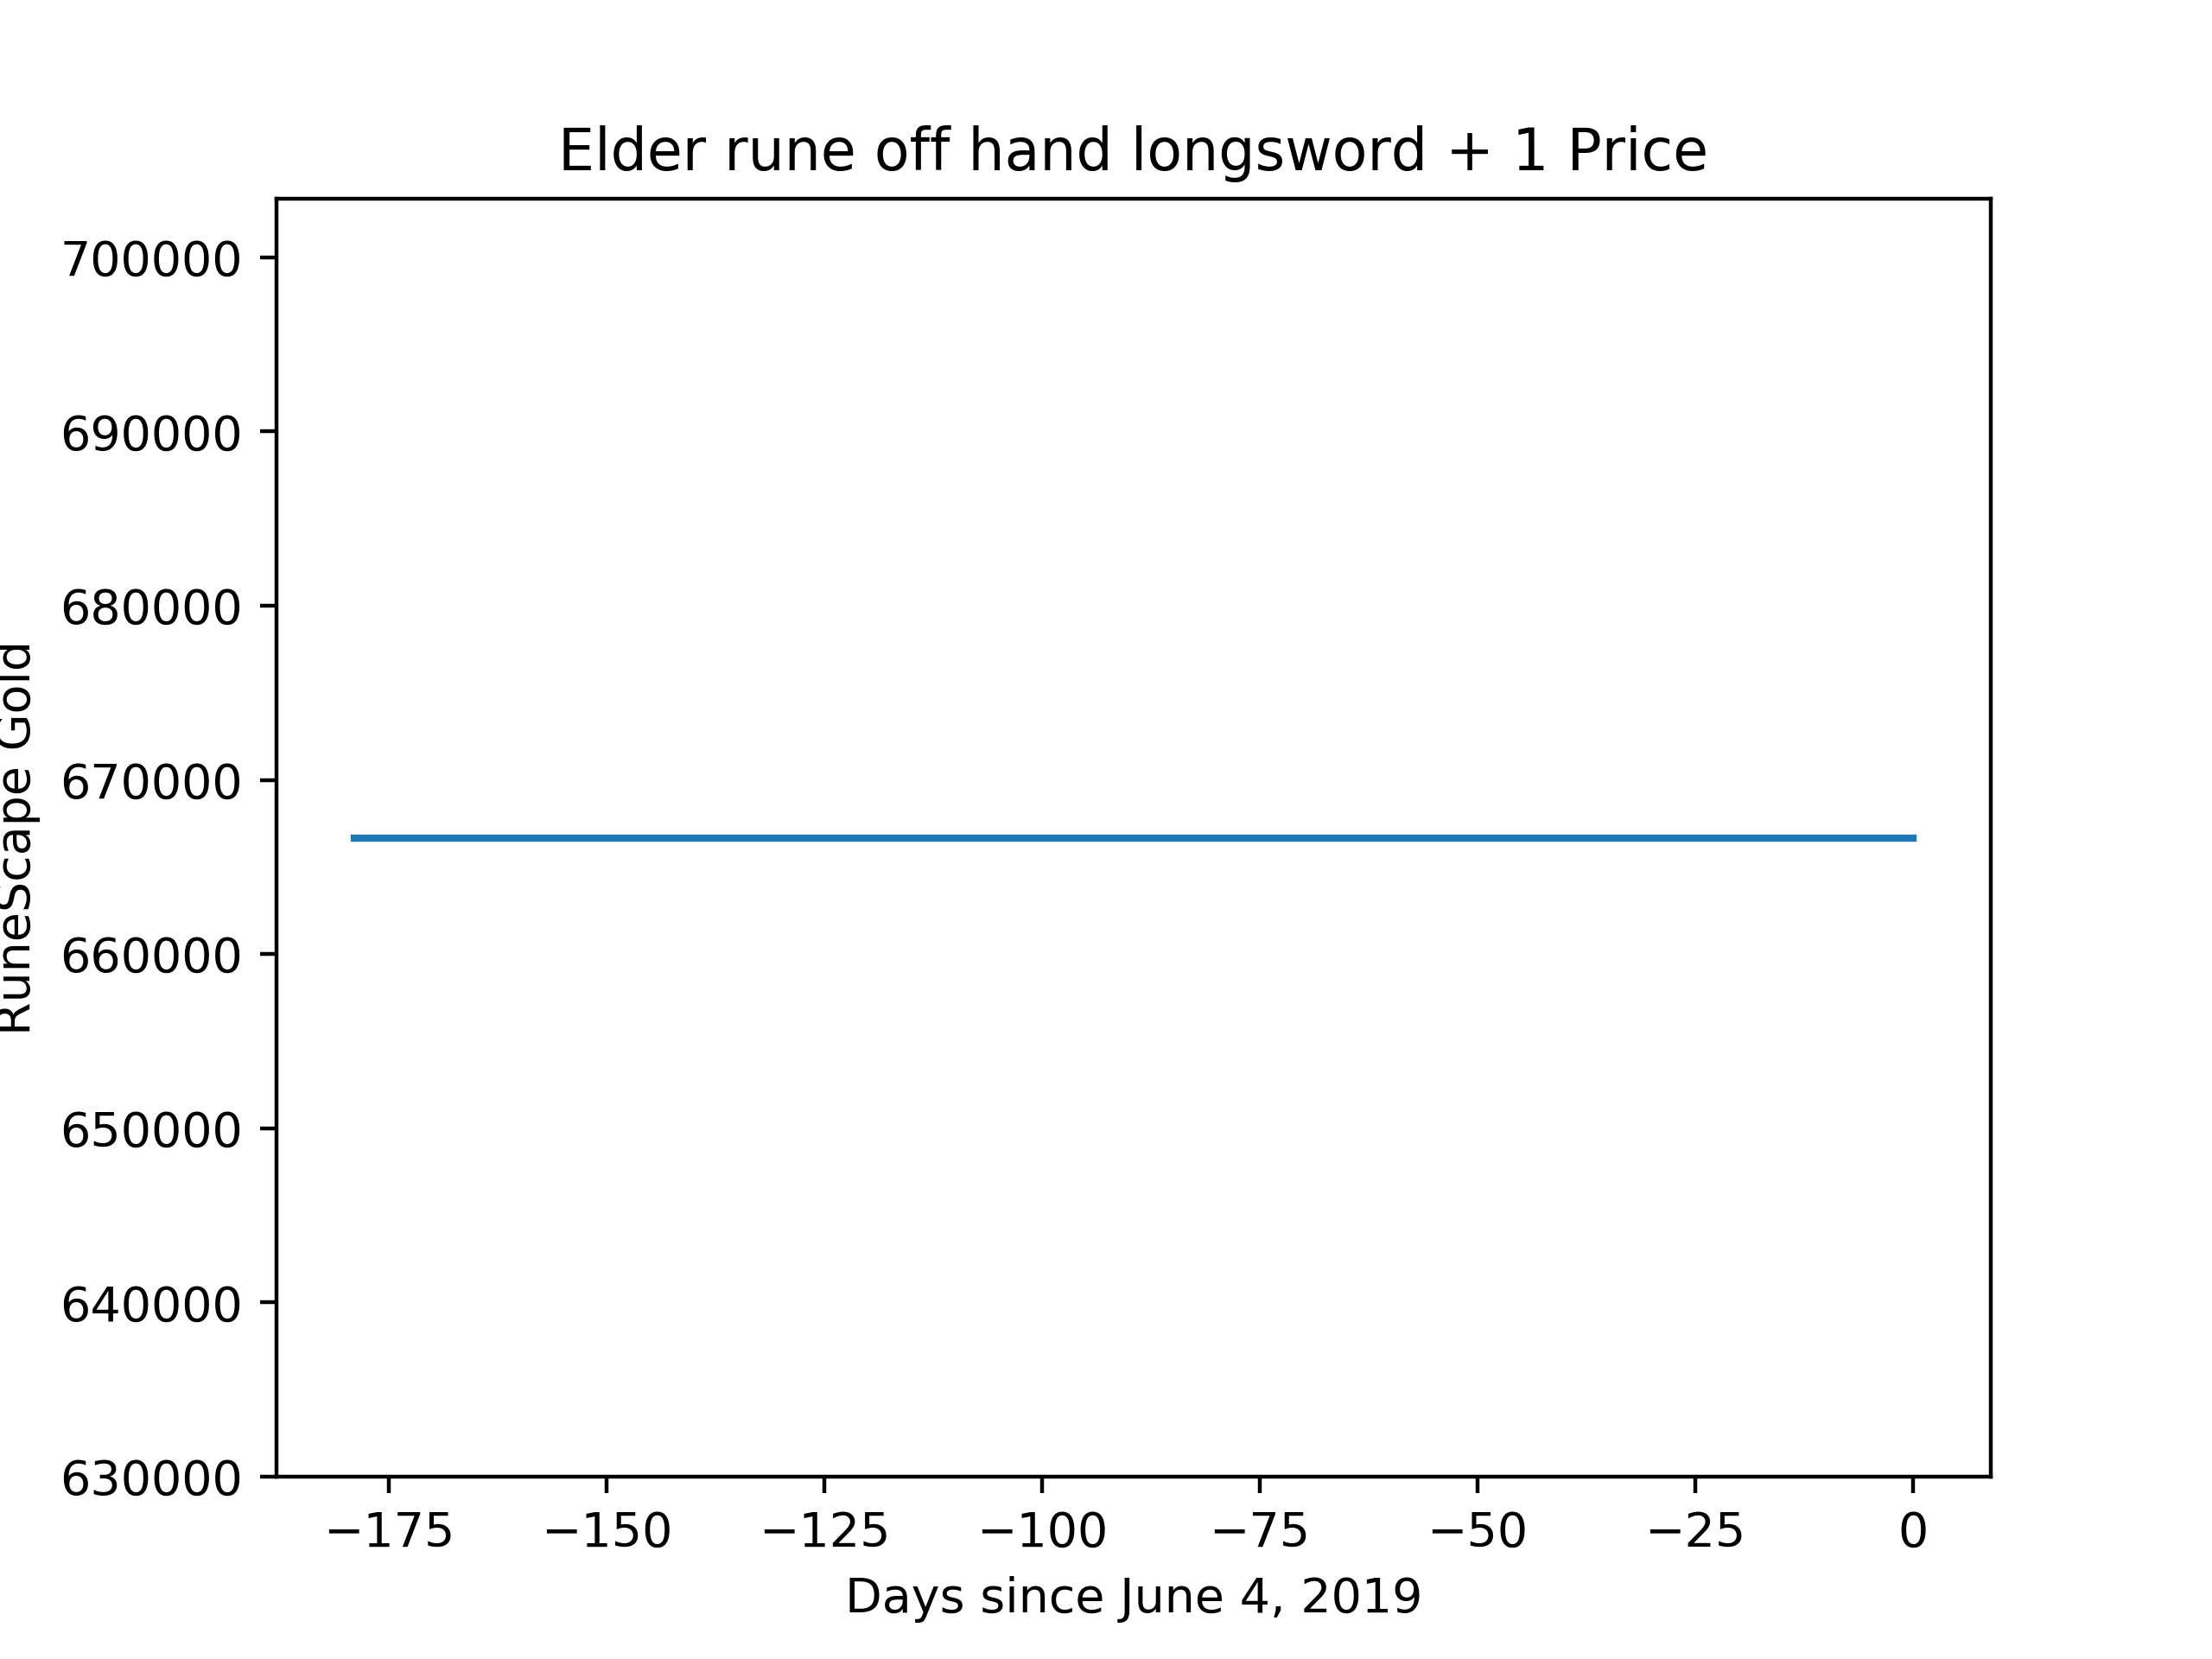 Elder rune off hand longsword + 1 Price
700000
690000
680000
670000
660000
650000
640000
630000
Runescape Gold
−175 −150 −125 −100 −75 −50 −25 0
Days since June 4, 2019